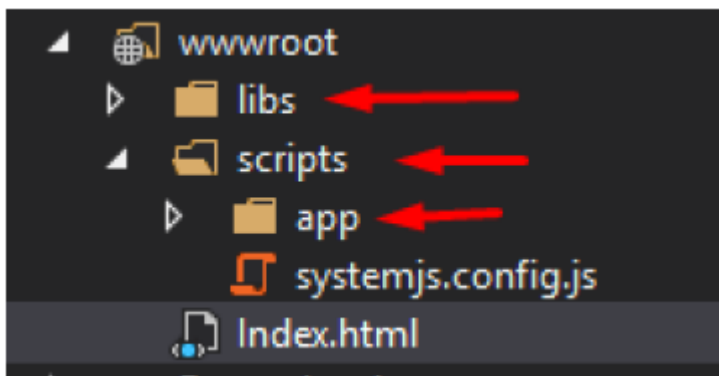 wwwroot
libs
scripts
app
systemjs.config.js
Index.html